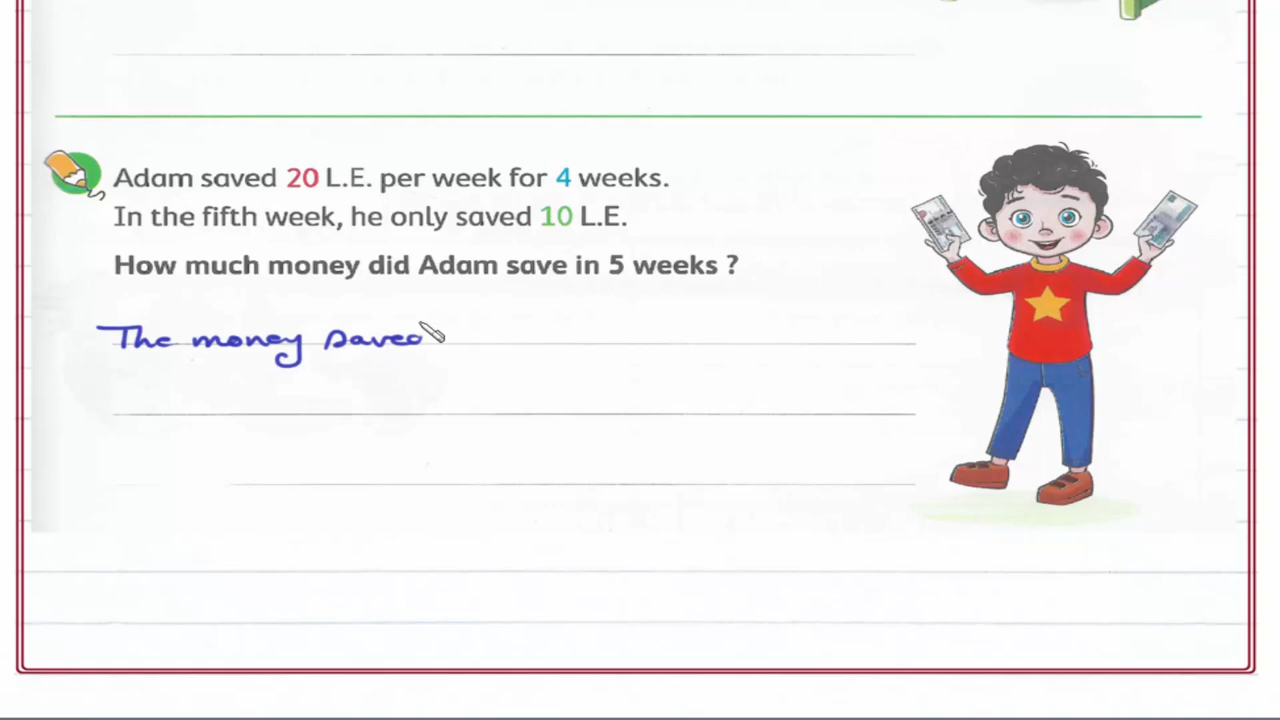 Adam saved 20 L.E. per week for 4 weeks.
In the fifth week, he only saved 10 L.E.
How much money did Adam save in 5 weeks ?
The money saved